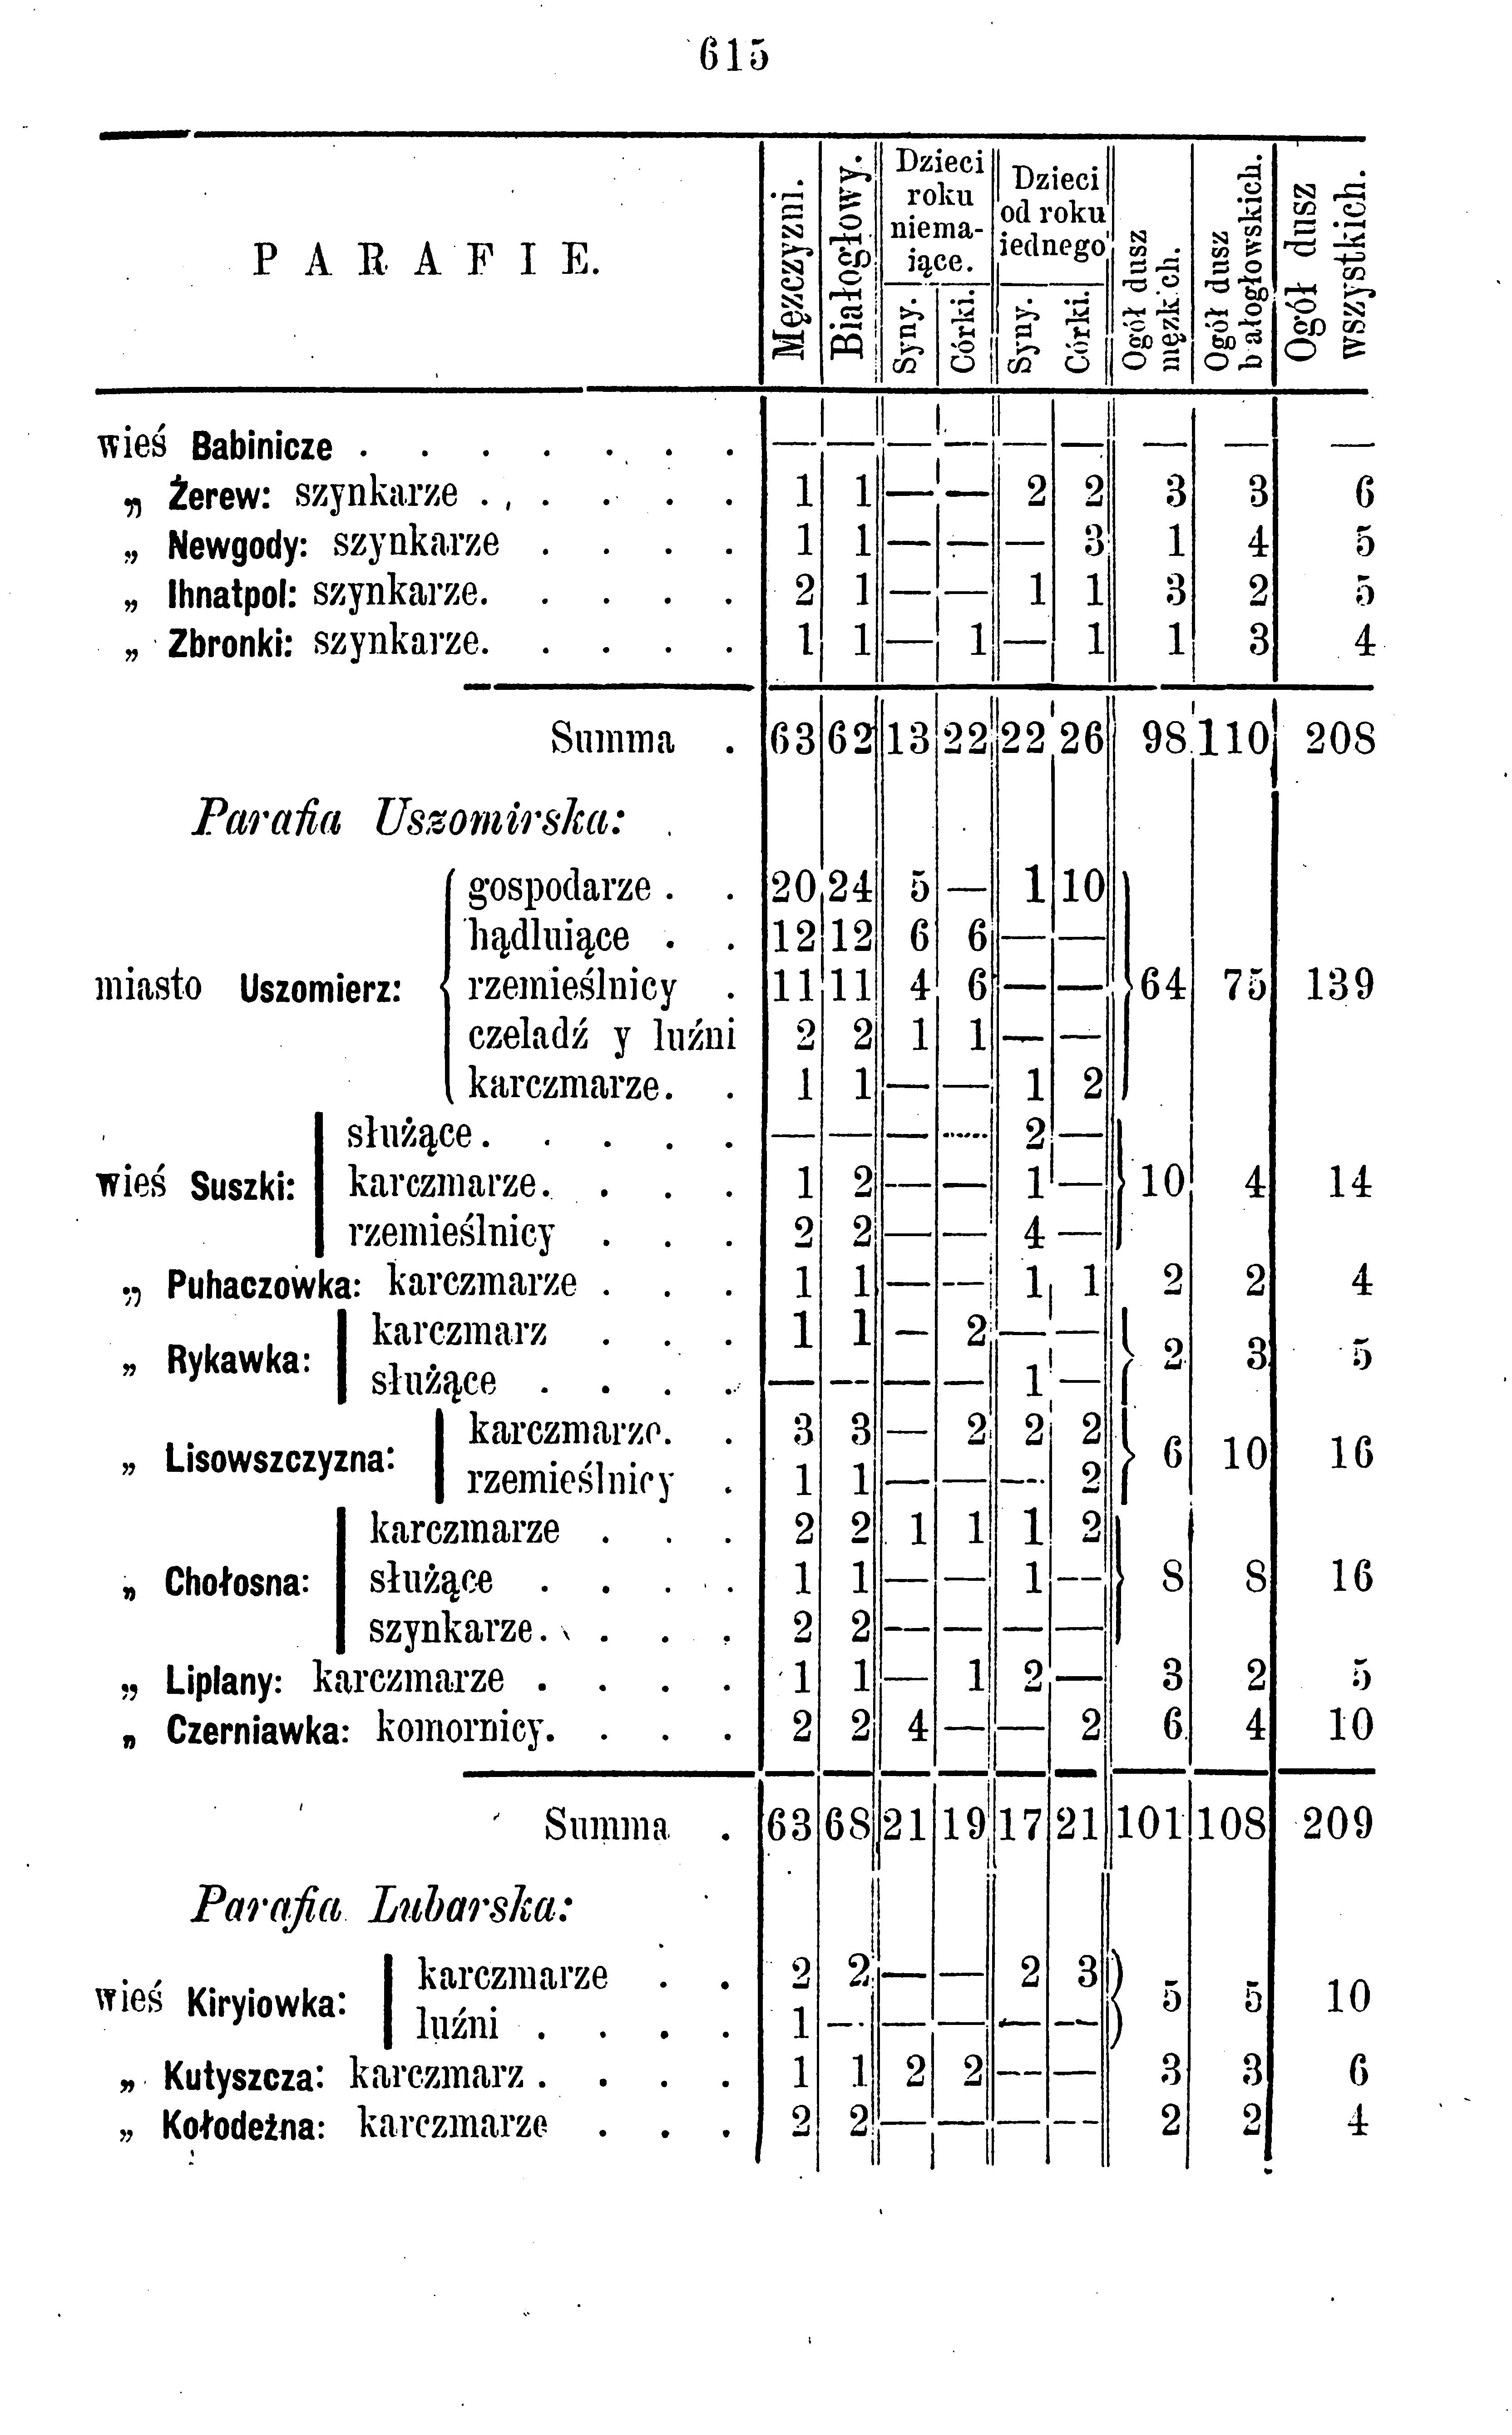 615
PARAFIE. Męzczyzni. Białogłowy. Dzieci roku niema-iące. Syny. Córki. Dzieci od roku iednego Syny. Córki. Ogół dusz męzkich. Ogół dusz b ałogłowskich. Ogół dusz wszystkich.
wieś Babinicze . . . . . . . — — — — — — — — —
„ Żerew: szynkarze . . . . . . 1 1 — — 2 2 3 3 6
„ Newgody: szynkarze . . . . 1 1 — — — 3 1 4 5
„ Ihnatpol: szynkarze. . . . . 2 1 — — 1 1 3 2 5
„ Zbronki: szynkarze. . . . . 1 1 — 1 — 1 1 3 4
Summa . 63 62 13 22 22 26 98 110 208
Parafia Uszomirska:
gospodarze . . 20 24 5 — 1 10
hądluiące . . 12 12 6 6 — —
miasto Uszomierz: rzemieślnicy . 11 11 4 6 — — 64 75 139
czeladź y luźni 2 2 1 1 — —
karczmarze. . 1 1 — — 1 2
służące . . . . . — — — — 2 —
wieś Suszki: karczmarze. . . . 1 2 — — 1 — 10 4 14
rzemieślnicy . . . 2 2 — — 4 —
„ Puhaczowka: karczmarze . . . 1 1 — — 1 1 2 2 4
karczmarz . . . 1 1 — 2 — —
„ Rykawka: 2 3 5
służące . . . . — — — — 1 —
karczmarze. . 3 3 — 2 2 2
„ Lisowszczyzna: 6 10 16
rzemieślnicy . 1 1 — — — 2
karczmarze . . . 2 2 1 1 1 2
„ Chołosna: służące . . . . 1 1 — — 1 — 8 8 16
szynkarze. . . . 2 2 — — — —
„ Liplany: karczmarze . . . . 1 1 — 1 2 — 3 2 5
„ Czerniawka: komornicy. . . . 2 2 4 — — 2 6 4 10
Summa . 63 68 21 19 17 21 101 108 209
Parafia Lubarska:
karczmarze . . 2 2 — — 2 3
wieś Kiryiowka: 5 5 10
luźni . . . . 1 — — — — —
„ Kutyszcza: karczmarz . . . . 1 1 2 2 — — 3 3 6
„ Kołodeżna: karczmarze . . . 2 2 — — — — 2 2 4